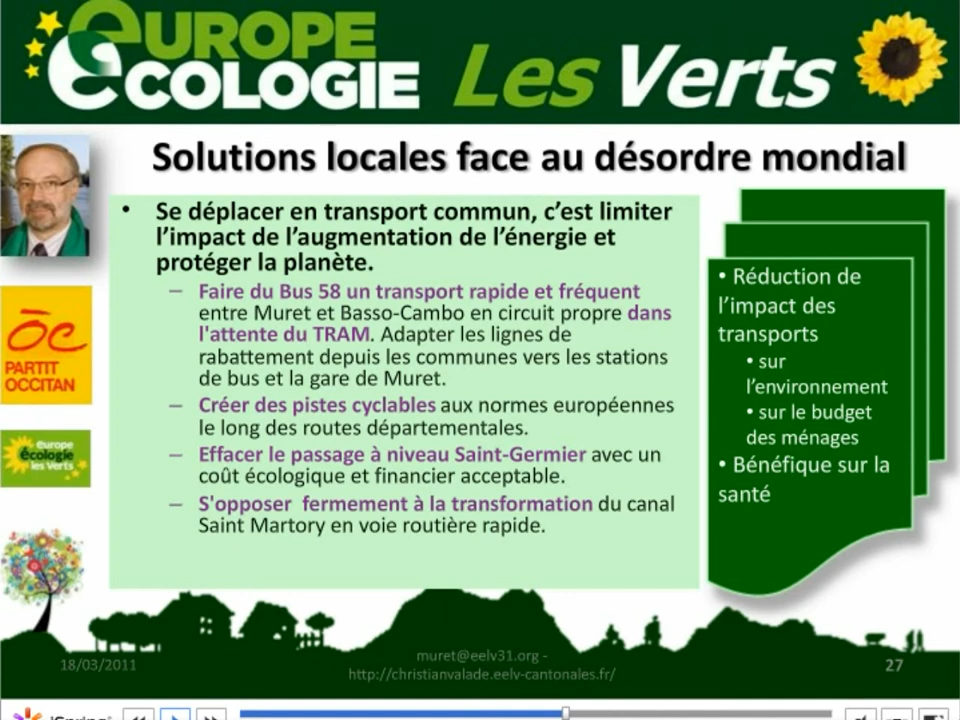 EUROPE
ECOLOGIE Les Verts
Solutions locales face au désordre mondial
• Se déplacer en transport commun, c'est limiter
l'impact de l'augmentation de l'énergie et
protéger la planète.
– Faire du Bus 58 un transport rapide et fréquent
entre Muret et Basso-Cambo en circuit propre dans
l'attente du TRAM. Adapter les lignes de
rabattement depuis les communes vers les stations
de bus et la gare de Muret.
– Créer des pistes cyclables aux normes européennes
le long des routes départementales.
– Effacer le passage à niveau Saint-Germier avec un
coût écologique et financier acceptable.
– S'opposer fermement à la transformation du canal
Saint Martory en voie routière rapide.
• Réduction de
l'impact des
transports
• sur
l'environnement
• sur le budget
des ménages
• Bénéfique sur la
santé
òc
PARTIT
OCCITAN
europe
écologie
les Verts
18/03/2011
muret@eelv31.org -
http://christianvalade.eelv-cantonales.fr/
27
iSpring